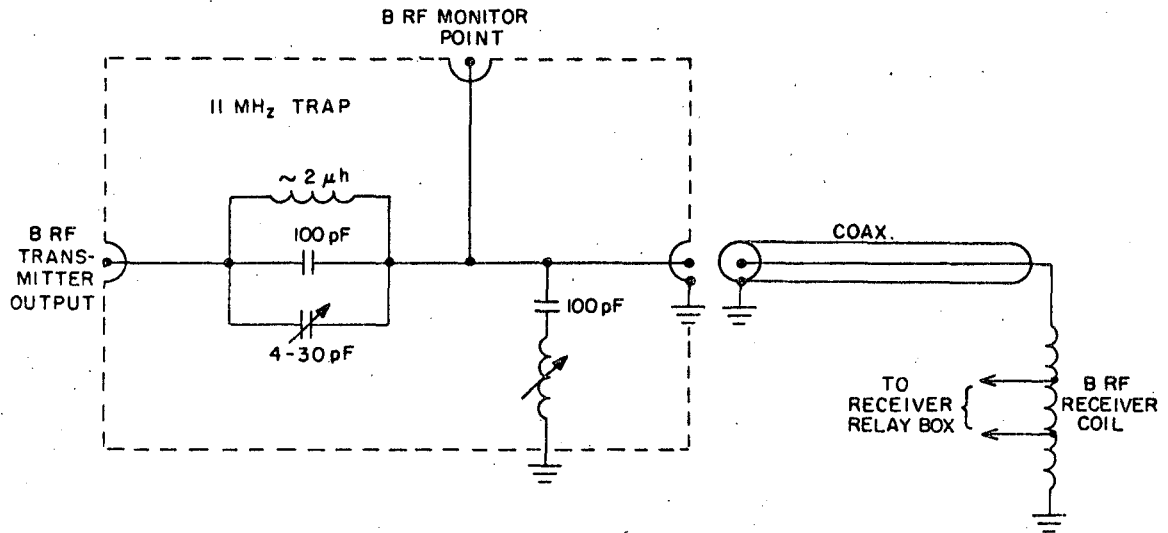 B RF MONITOR
POINT
11 MHz TRAP
~ 2 μh
100 pF
4-30 pF
B RF
TRANS-
MITTER
OUTPUT
100 pF
COAX.
TO
RECEIVER
RELAY BOX
B RF
RECEIVER
COIL